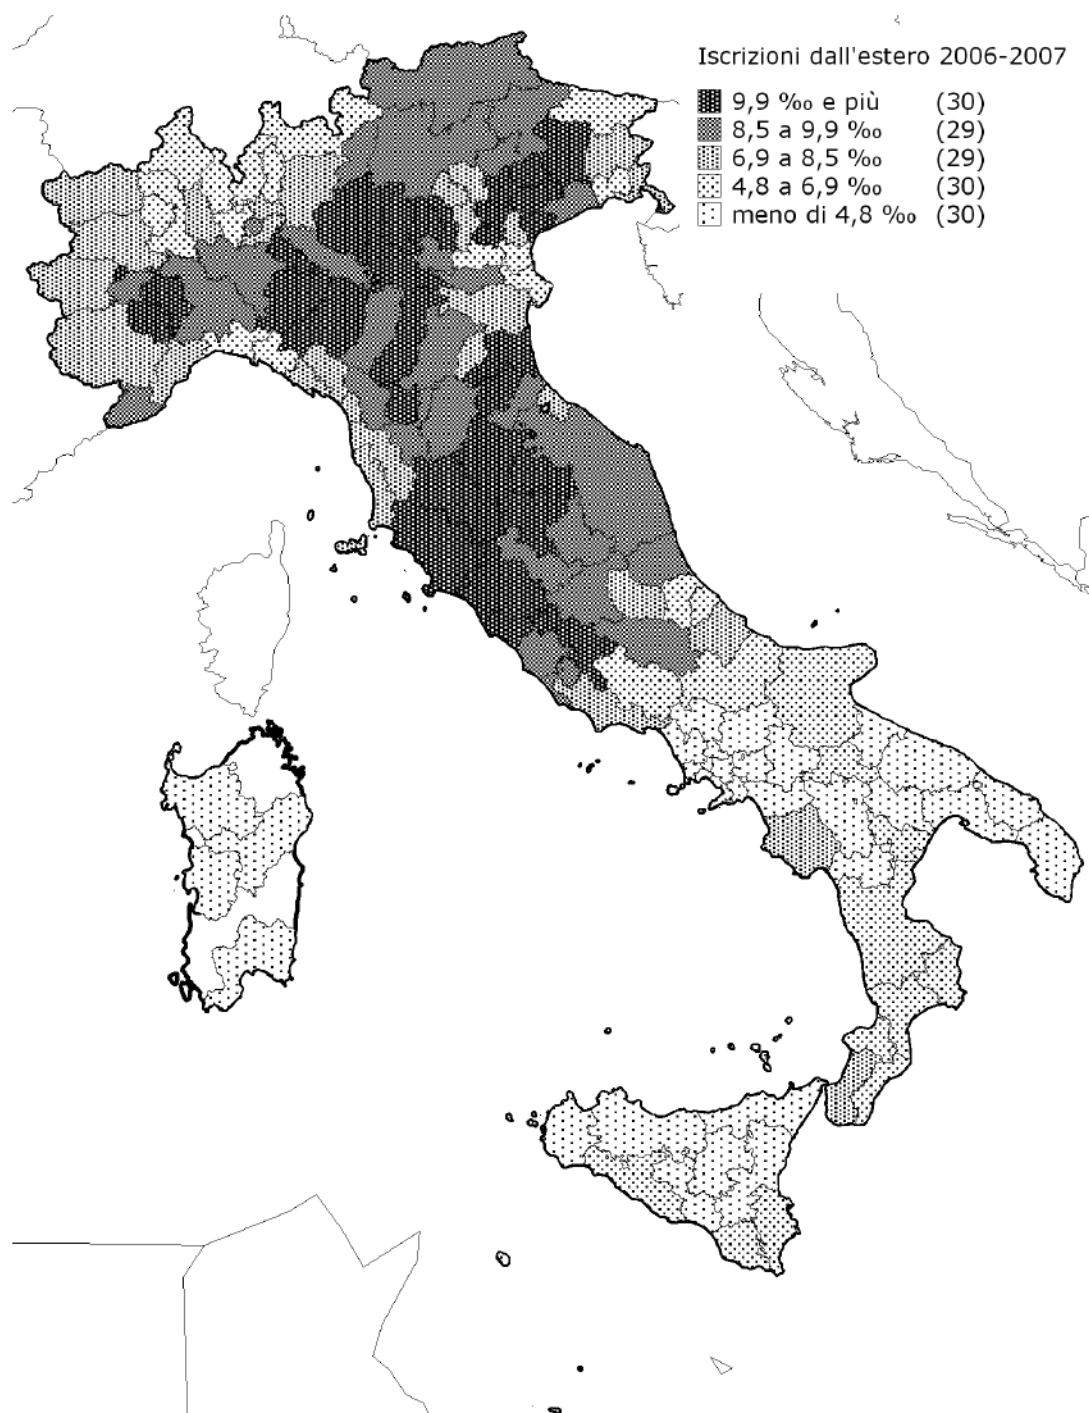 Iscrizioni dall'estero 2006-2007
9,9 ‰ e più (30)
8,5 a 9,9 ‰ (29)
6,9 a 8,5 ‰ (29)
4,8 a 6,9 ‰ (30)
meno di 4,8 ‰ (30)